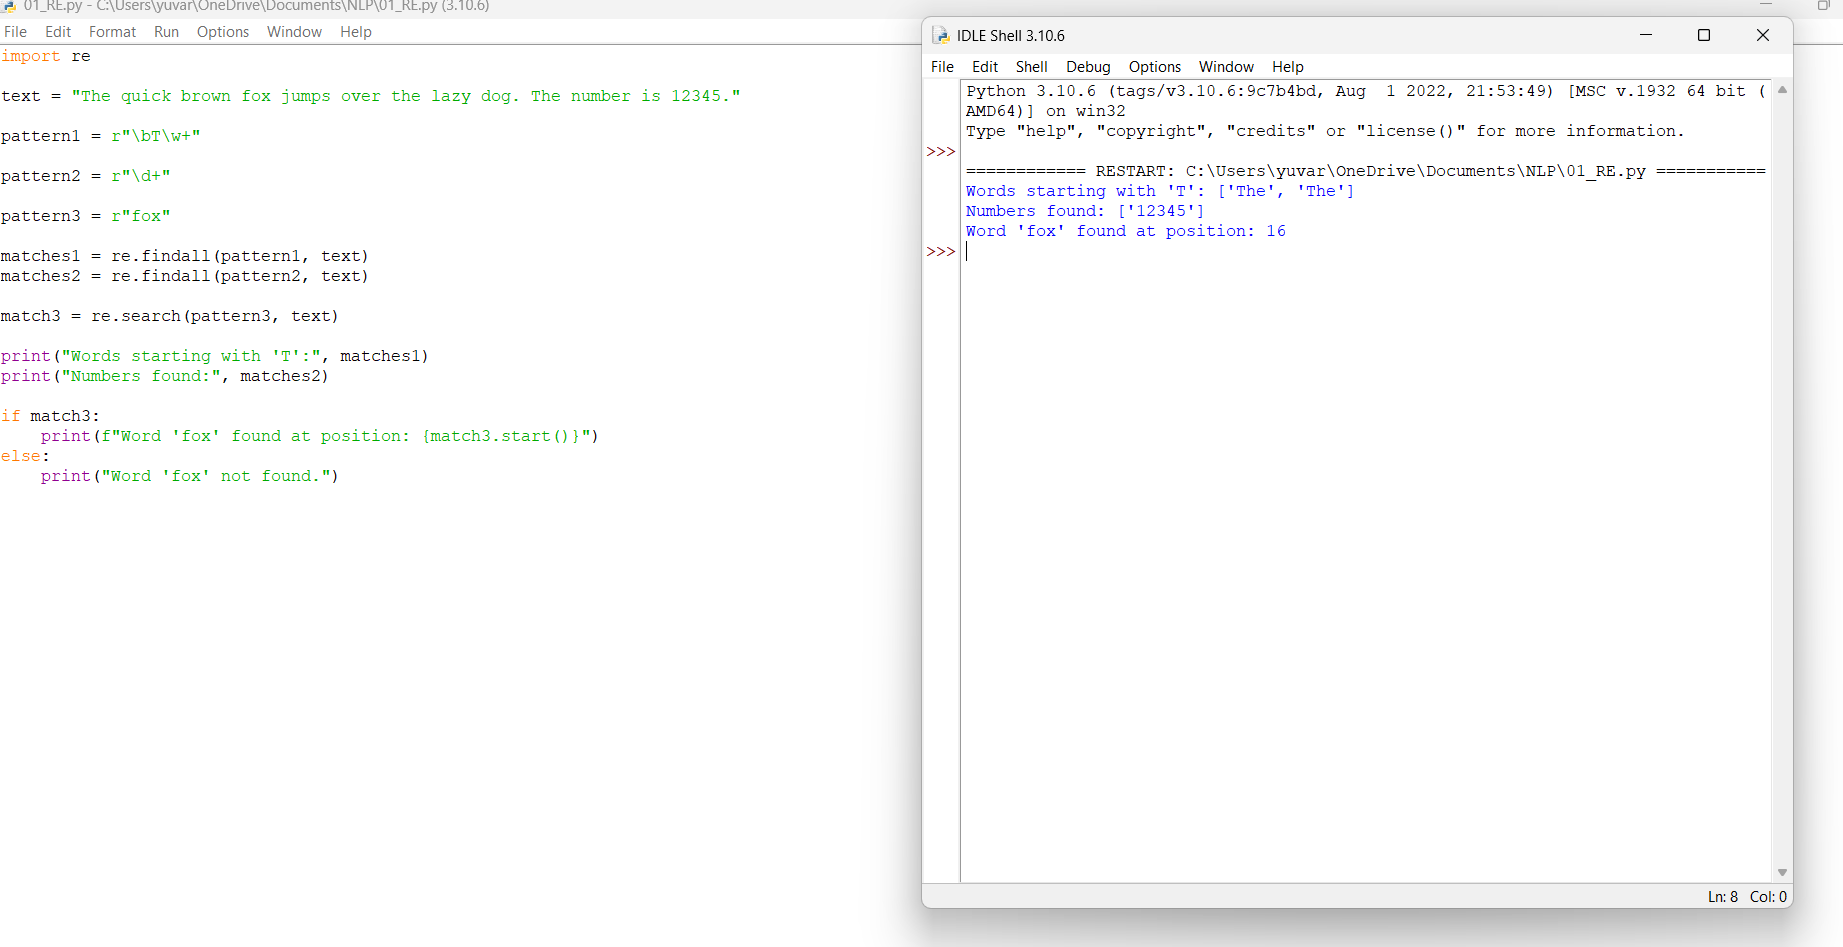 01_RE.py - C:\Users\yuvar\OneDrive\Documents\NLP\01_RE.py (3.10.6)
File Edit Format Run Options Window Help
import re
text = "The quick brown fox jumps over the lazy dog. The number is 12345."
pattern1 = r"\bT\w+"
pattern2 = r"\d+"
pattern3 = r"fox"
matches1 = re.findall(pattern1, text)
matches2 = re.findall(pattern2, text)
match3 = re.search(pattern3, text)
print("Words starting with 'T':", matches1)
print("Numbers found:", matches2)
if match3:
    print(f"Word 'fox' found at position: {match3.start()}")
else:
    print("Word 'fox' not found.")
IDLE Shell 3.10.6
File Edit Shell Debug Options Window Help
Python 3.10.6 (tags/v3.10.6:9c7b4bd, Aug  1 2022, 21:53:49) [MSC v.1932 64 bit (
AMD64)] on win32
Type "help", "copyright", "credits" or "license()" for more information.
>>>
============ RESTART: C:\Users\yuvar\OneDrive\Documents\NLP\01_RE.py ===========
Words starting with 'T': ['The', 'The']
Numbers found: ['12345']
Word 'fox' found at position: 16
>>>
Ln: 8 Col: 0